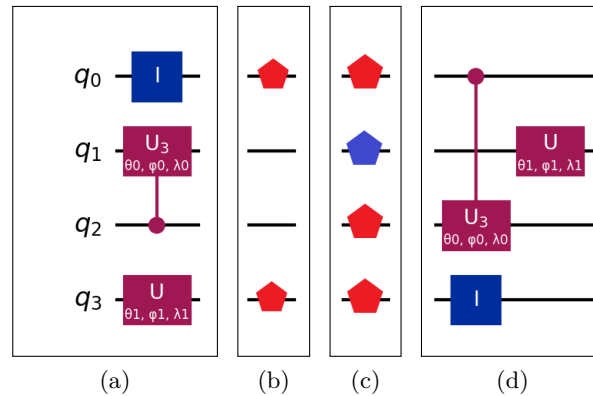 q0
I
q1
U3
θ0, φ0, λ0
q2
q3
U
θ1, φ1, λ1
U
θ1, φ1, λ1
U3
θ0, φ0, λ0
I
(a) (b) (c) (d)